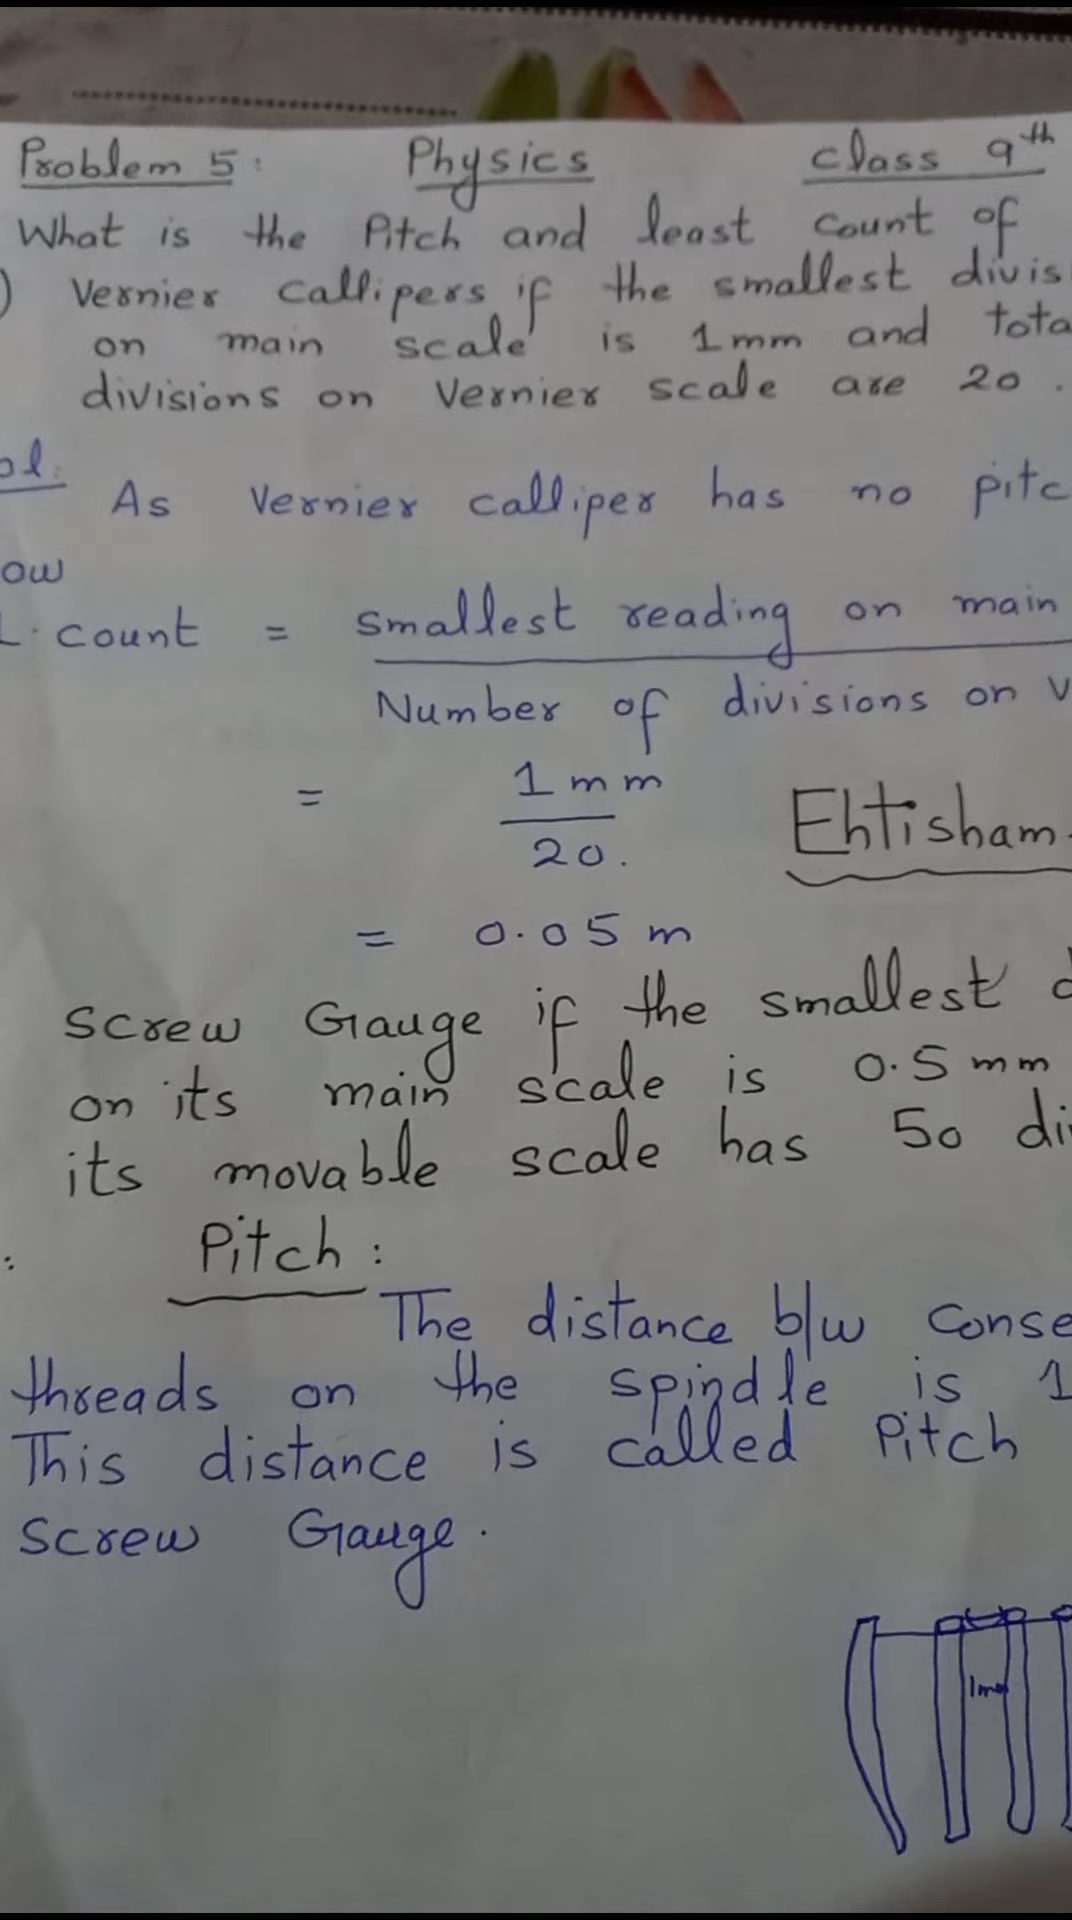 Problem 5: Physics class 9th
What is the Pitch and least count of
) Vernier callipers if the smallest divis
on main scale is 1mm and tota
divisions on Vernier scale are 20.
ol.
As Vernier calliper has no pitc
ow
L. count = smallest reading on main
Number of divisions on V
= 1mm
20.
Ehtisham
= 0.05 m
Screw Gauge if the smallest d
on its main scale is 0.5 mm
its movable scale has 50 di
: Pitch:
The distance b/w conse
threads on the spindle is 1
This distance is called Pitch
Screw Gauge.
1mm